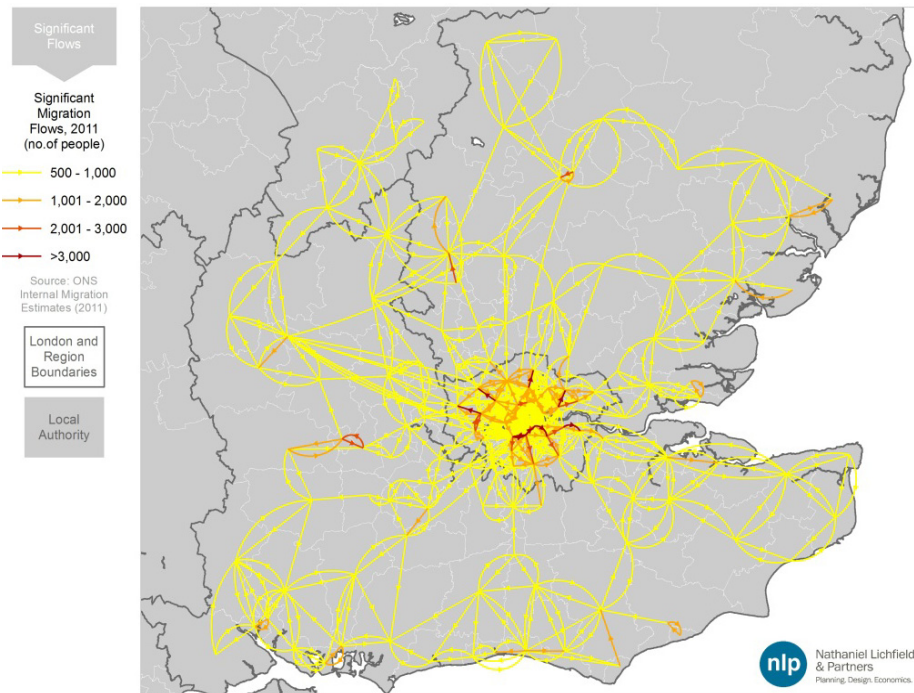 Significant
Flows
Significant
Migration
Flows, 2011
(no.of people)
500 - 1,000
1,001 - 2,000
2,001 - 3,000
>3,000
Source: ONS
Internal Migration
Estimates (2011)
London and
Region
Boundaries
Local
Authority
nlp
Nathaniel Lichfield
& Partners
Planning. Design. Economics.